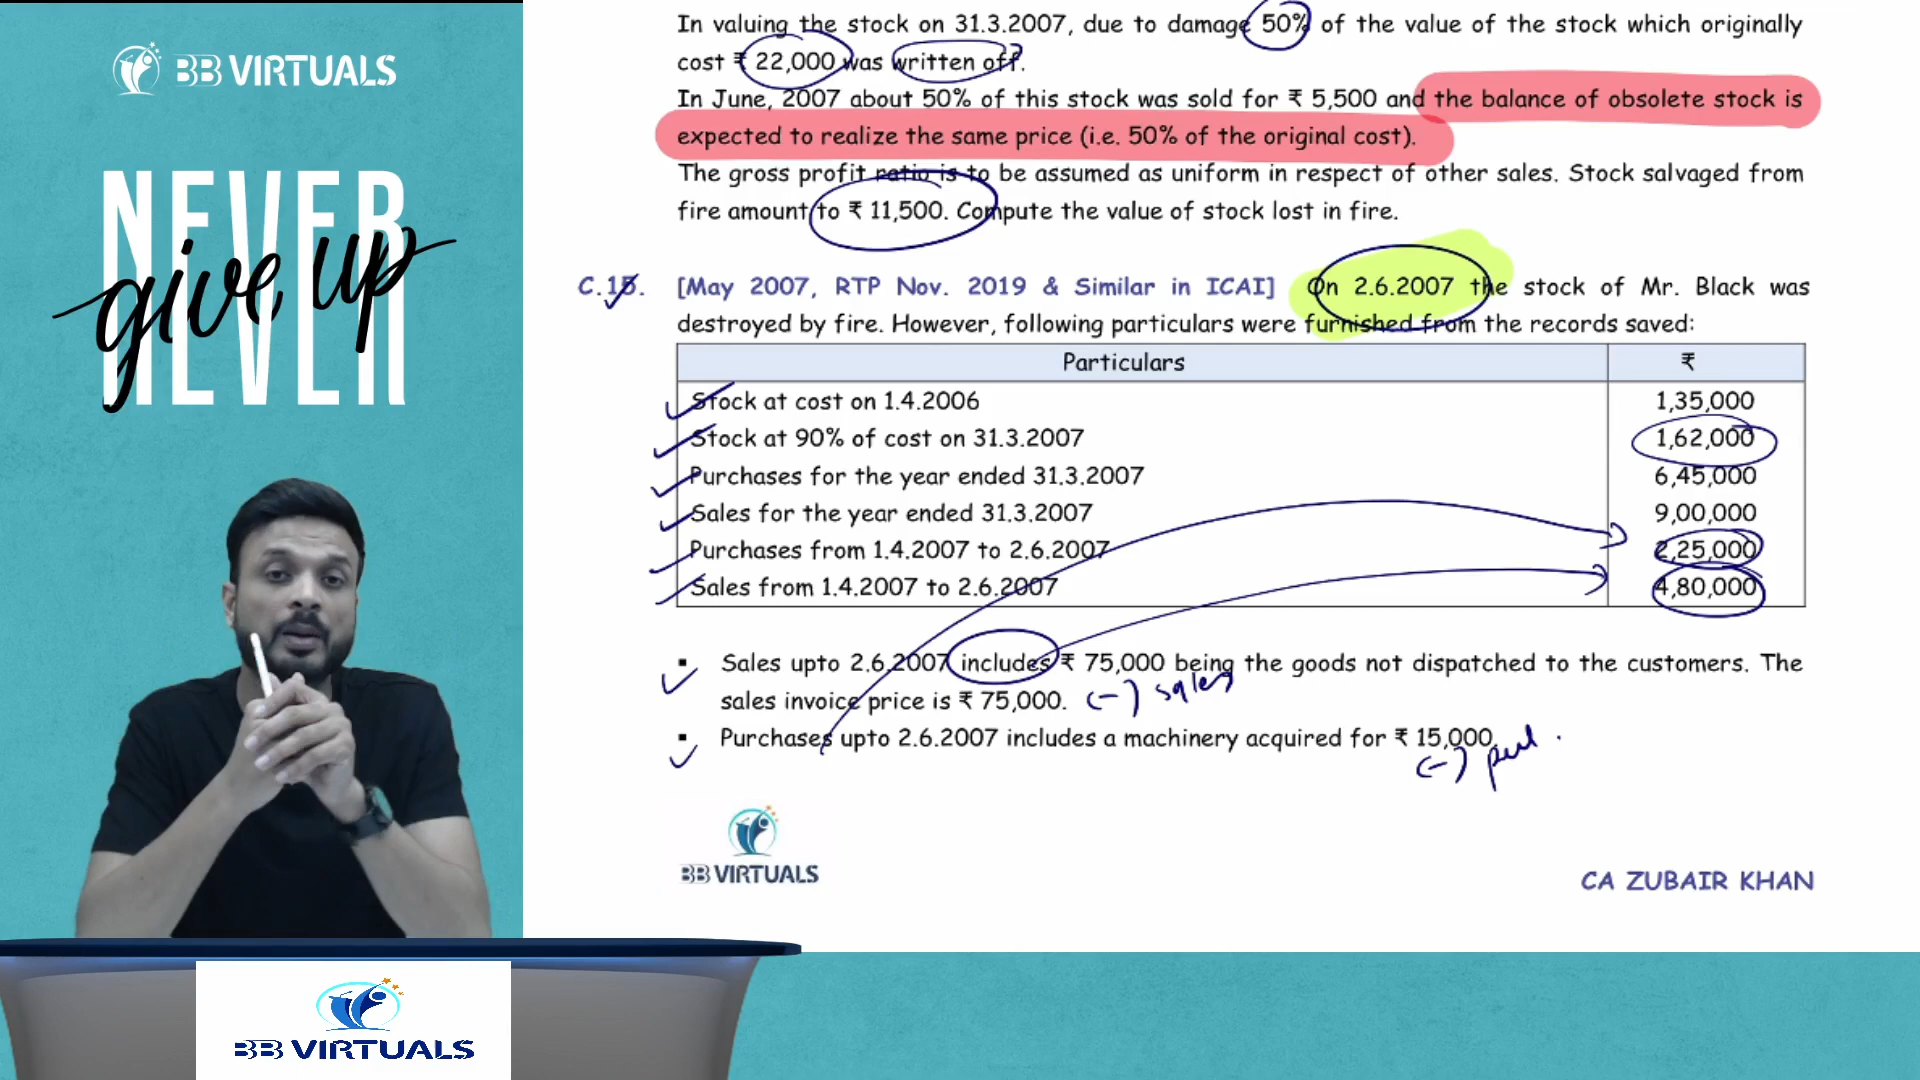 BB VIRTUALS
NEVER
give up
NEVER
In valuing the stock on 31.3.2007, due to damage 50% of the value of the stock which originally
cost ₹ 22,000 was written off.
In June, 2007 about 50% of this stock was sold for ₹ 5,500 and the balance of obsolete stock is
expected to realize the same price (i.e. 50% of the original cost).
The gross profit ratio is to be assumed as uniform in respect of other sales. Stock salvaged from
fire amount to ₹ 11,500. Compute the value of stock lost in fire.
C.15. [May 2007, RTP Nov. 2019 & Similar in ICAI] On 2.6.2007 the stock of Mr. Black was
destroyed by fire. However, following particulars were furnished from the records saved:
Particulars ₹
Stock at cost on 1.4.2006 1,35,000
Stock at 90% of cost on 31.3.2007 1,62,000
Purchases for the year ended 31.3.2007 6,45,000
Sales for the year ended 31.3.2007 9,00,000
Purchases from 1.4.2007 to 2.6.2007 2,25,000
Sales from 1.4.2007 to 2.6.2007 4,80,000
▪ Sales upto 2.6.2007 includes ₹ 75,000 being the goods not dispatched to the customers. The
sales invoice price is ₹ 75,000. (-) sales
▪ Purchases upto 2.6.2007 includes a machinery acquired for ₹ 15,000.
(-)
BB VIRTUALS
CA ZUBAIR KHAN
BB VIRTUALS